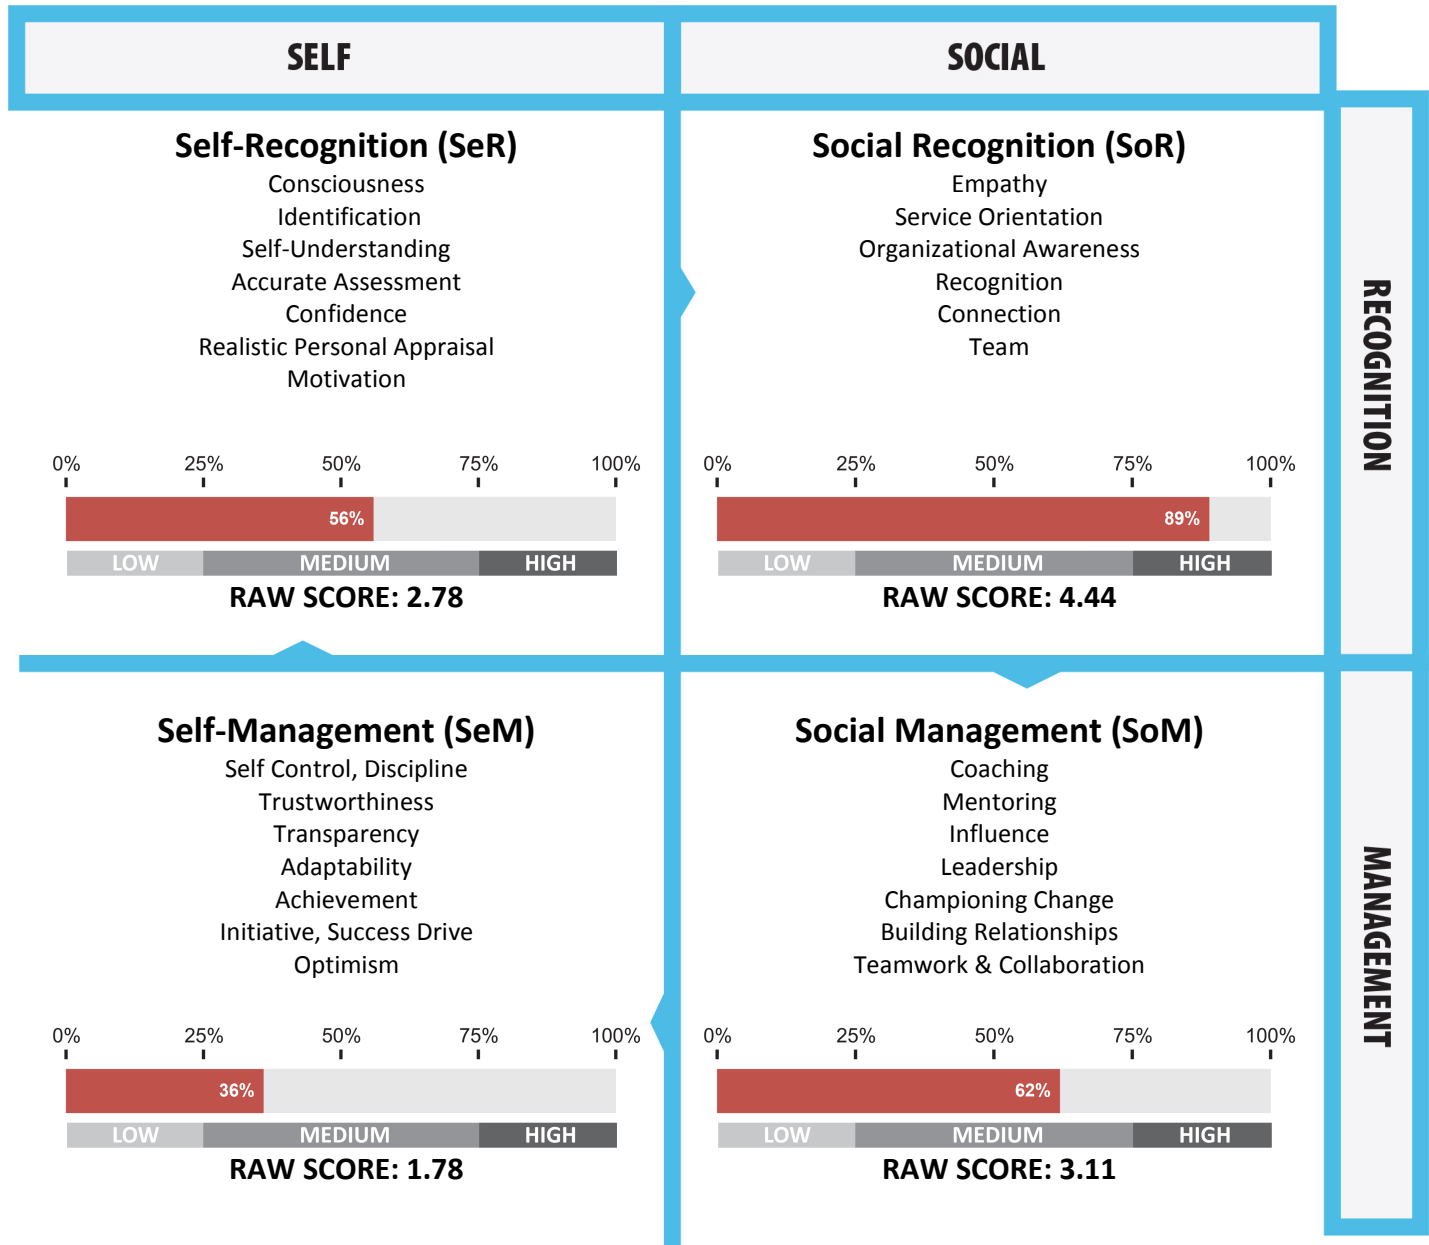 SELF
SOCIAL
RECOGNITION
Self-Recognition (SeR)
Consciousness
Identification
Self-Understanding
Accurate Assessment
Confidence
Realistic Personal Appraisal
Motivation
0% 25% 50% 75% 100%
56%
LOW MEDIUM HIGH
RAW SCORE: 2.78
Social Recognition (SoR)
Empathy
Service Orientation
Organizational Awareness
Recognition
Connection
Team
0% 25% 50% 75% 100%
89%
LOW MEDIUM HIGH
RAW SCORE: 4.44
MANAGEMENT
Self-Management (SeM)
Self Control, Discipline
Trustworthiness
Transparency
Adaptability
Achievement
Initiative, Success Drive
Optimism
0% 25% 50% 75% 100%
36%
LOW MEDIUM HIGH
RAW SCORE: 1.78
Social Management (SoM)
Coaching
Mentoring
Influence
Leadership
Championing Change
Building Relationships
Teamwork & Collaboration
0% 25% 50% 75% 100%
62%
LOW MEDIUM HIGH
RAW SCORE: 3.11